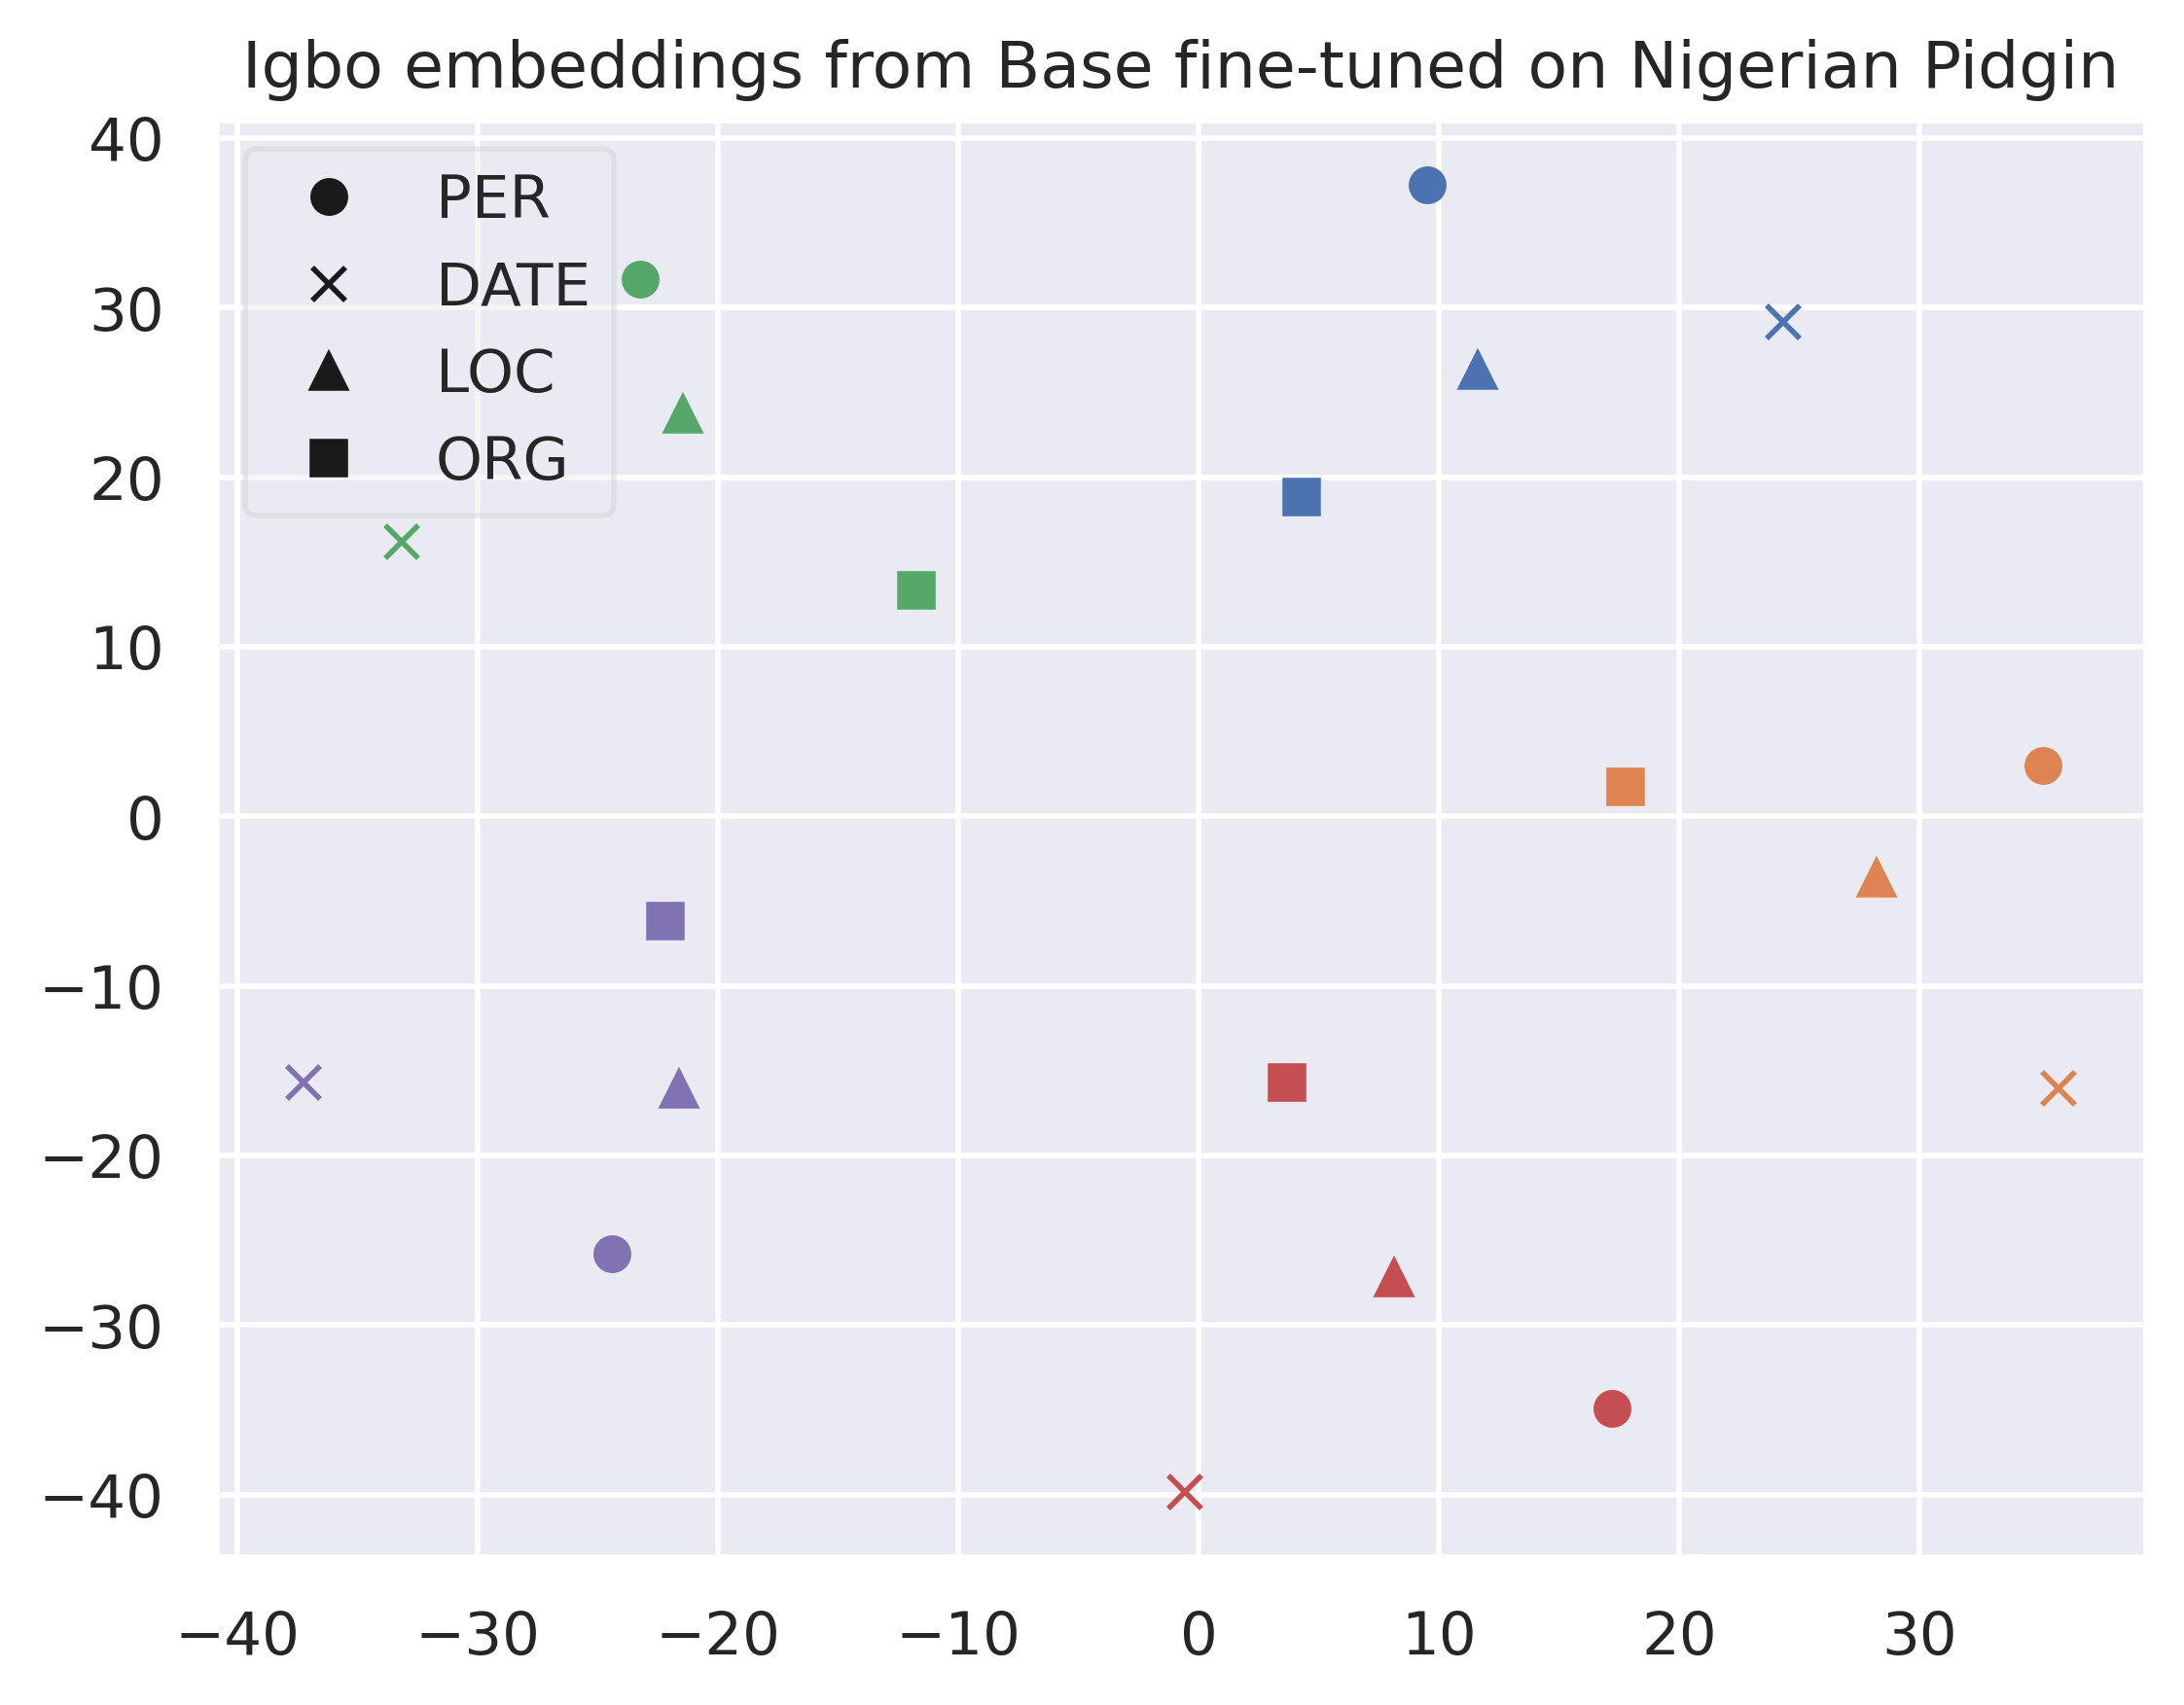 Igbo embeddings from Base fine-tuned on Nigerian Pidgin
PER
DATE
LOC
ORG
40
30
20
10
0
−10
−20
−30
−40
−40 −30 −20 −10 0 10 20 30